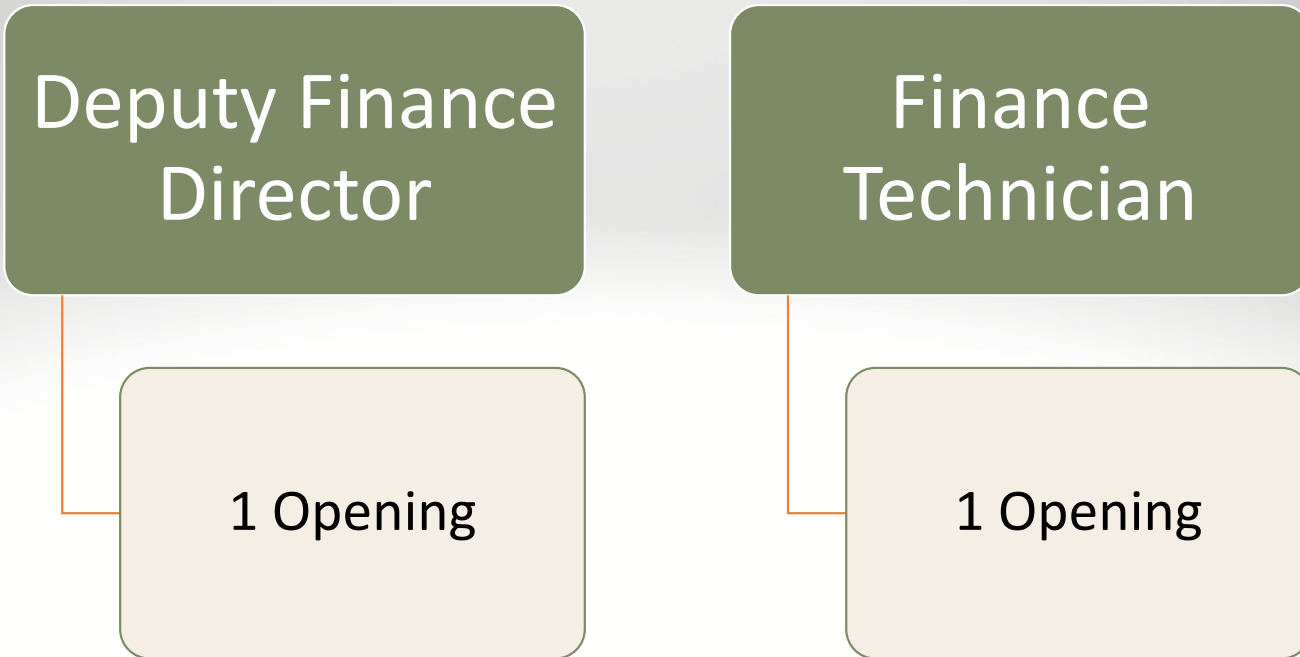 Deputy Finance
Director
1 Opening
Finance
Technician
1 Opening